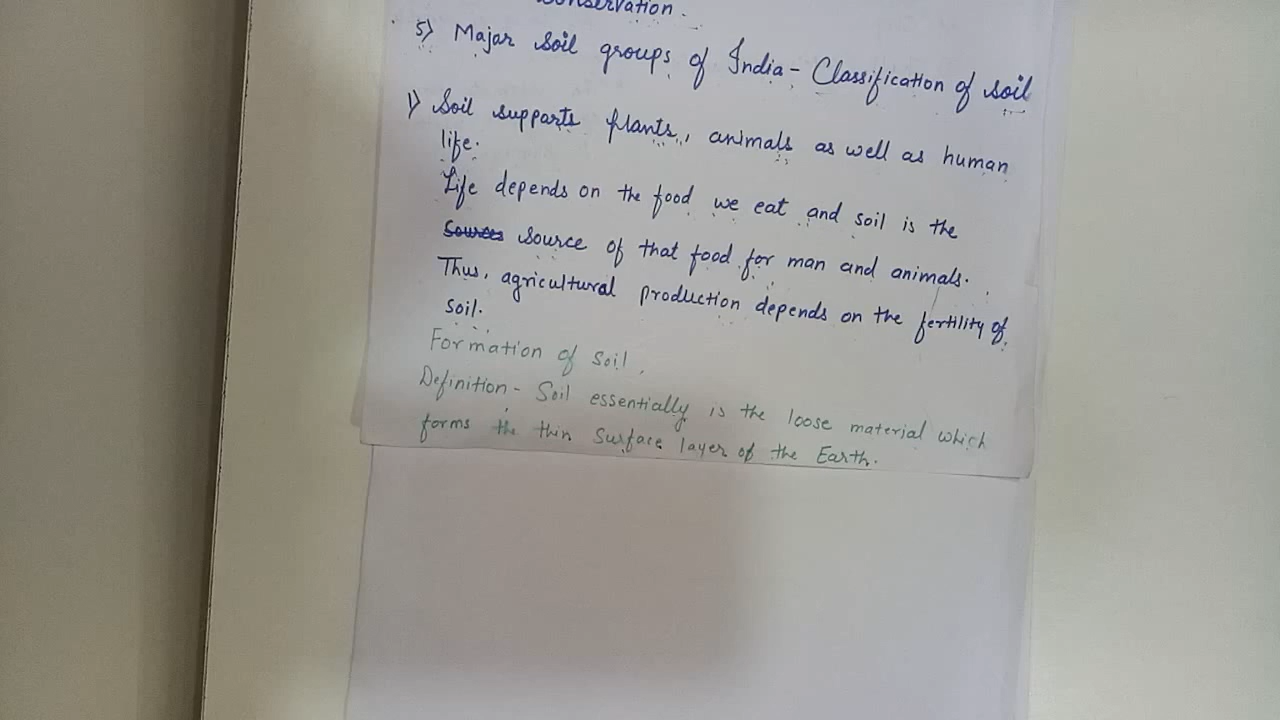 Conservation.
5) Majar soil groups of India - Classification of soil
1) Soil supparts plants, animals as well as human
life.
Life depends on the food we eat and soil is the
Sources source of that food for man and animals.
Thus, agricultural production depends on the fertility of
soil.
Formation of soil.
Definition - Soil essentially is the loose material which
forms the thin Surface layer of the Earth.